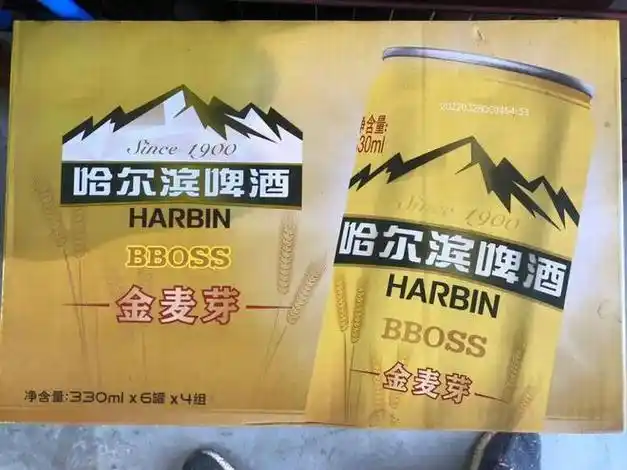 Since 1900
哈尔滨啤酒
HARBIN
BBOSS
金麦芽
净含量:330ml x 6罐 x 4组
净含量:
330ml
Since 1900
哈尔滨啤酒
HARBIN
BBOSS
金麦芽